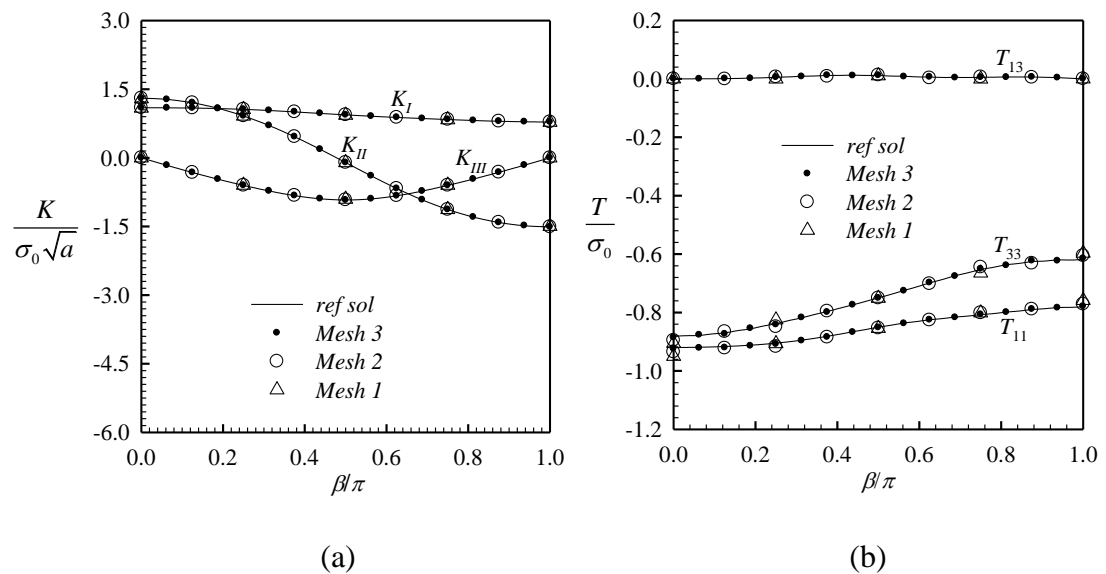 3.0
1.5
0.0
-1.5
-3.0
-4.5
-6.0
K
σ₀√a
K_I
K_II
K_III
ref sol
Mesh 3
Mesh 2
Mesh 1
0.0 0.2 0.4 0.6 0.8 1.0
β/π
(a)
0.2
0.0
-0.2
-0.4
-0.6
-0.8
-1.0
-1.2
T
σ₀
T₁₃
ref sol
Mesh 3
Mesh 2
Mesh 1
T₃₃
T₁₁
0.0 0.2 0.4 0.6 0.8 1.0
β/π
(b)